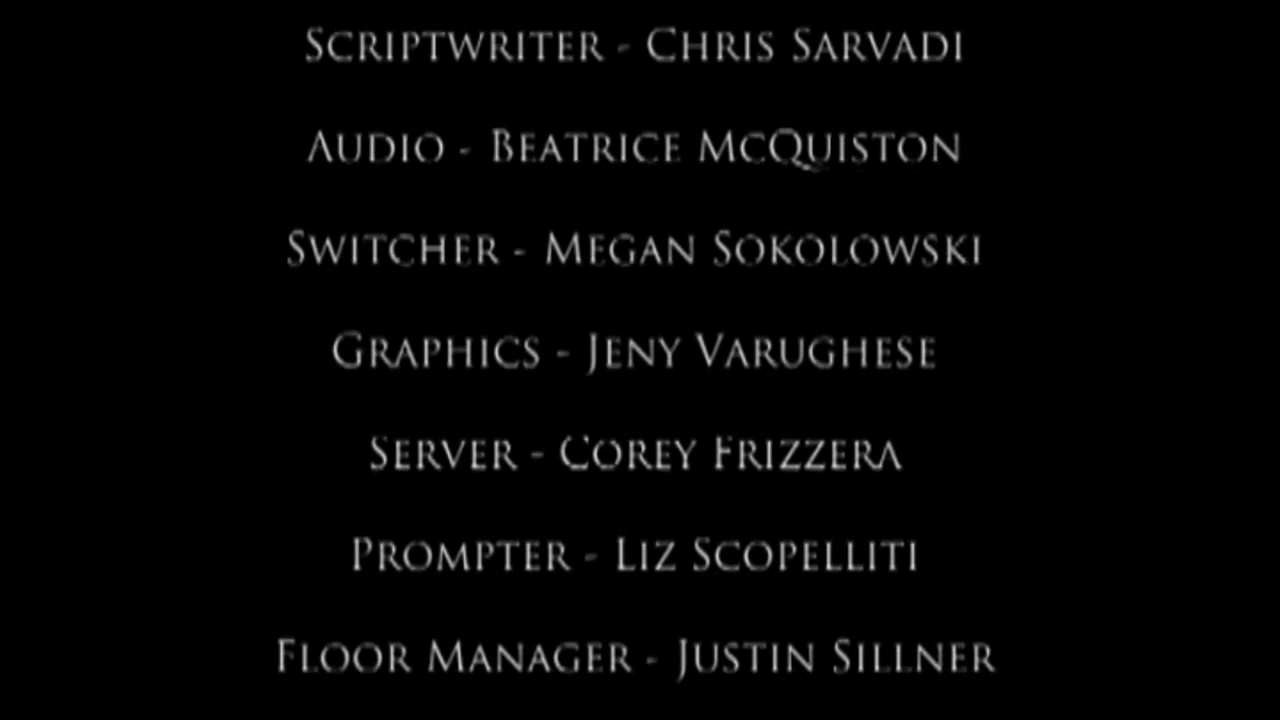 Scriptwriter - Chris Sarvadi
Audio - Beatrice McQuiston
Switcher - Megan Sokolowski
Graphics - Jeny Varughese
Server - Corey Frizzera
Prompter - Liz Scopelliti
Floor Manager - Justin Sillner